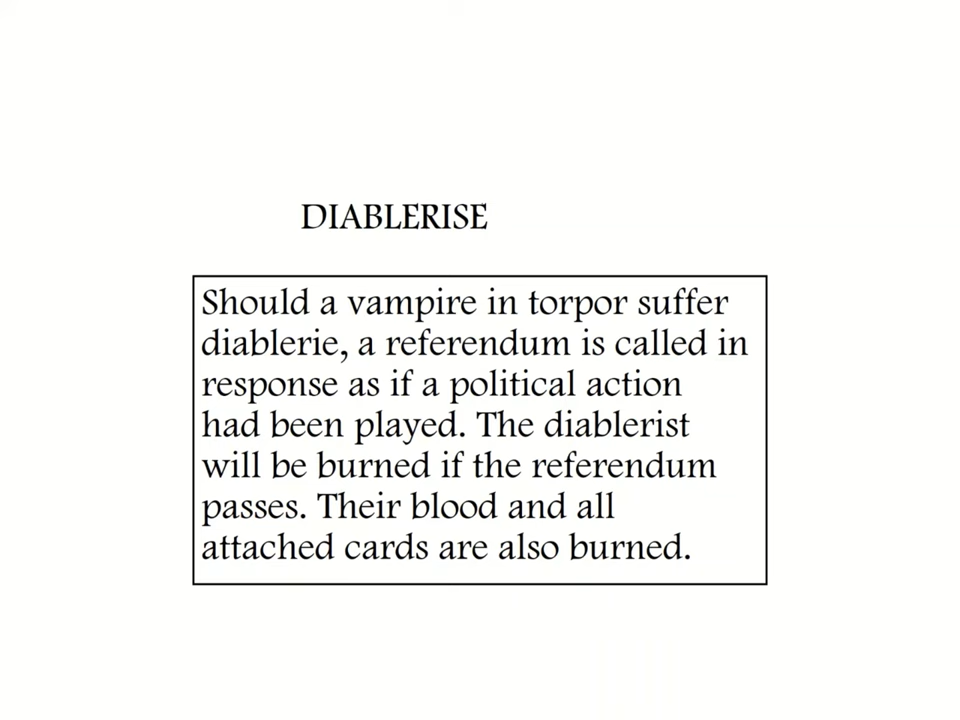 DIABLERISE
Should a vampire in torpor suffer
diablerie, a referendum is called in
response as if a political action
had been played. The diablerist
will be burned if the referendum
passes. Their blood and all
attached cards are also burned.